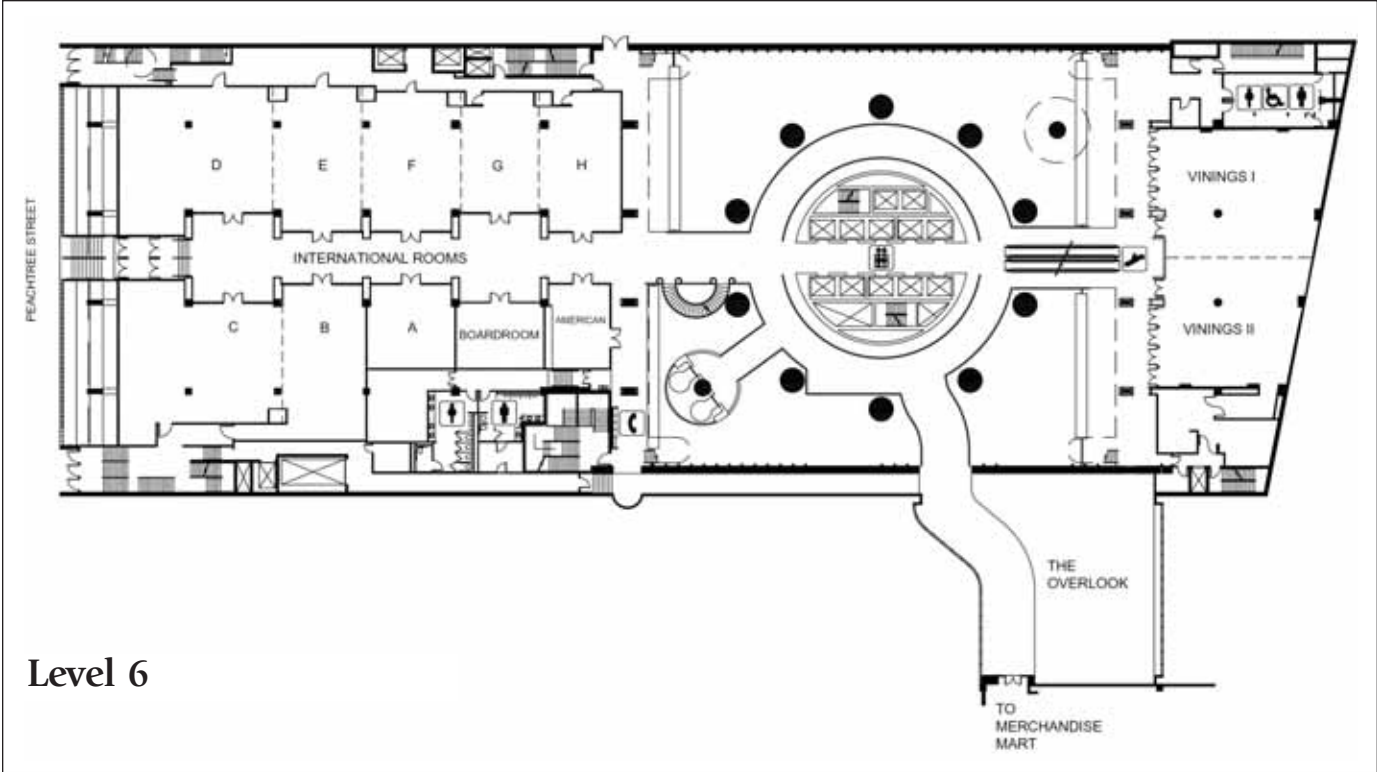 PEACHTREE STREET
D
E
F
G
H
INTERNATIONAL ROOMS
C
B
A
BOARDROOM
AMERICAN
VININGS I
VININGS II
THE
OVERLOOK
TO
MERCHANDISE
MART
Level 6